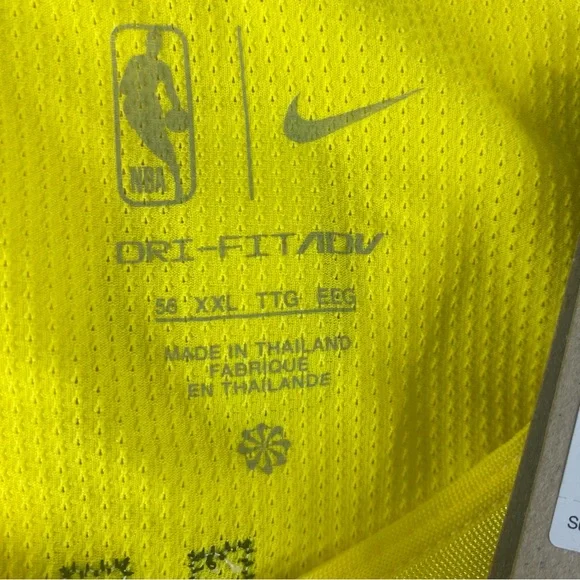 NBA
DRI-FIT ADV
56 XXL TTG EEG
MADE IN THAILAND
FABRIQUÉ
EN THAÏLANDE